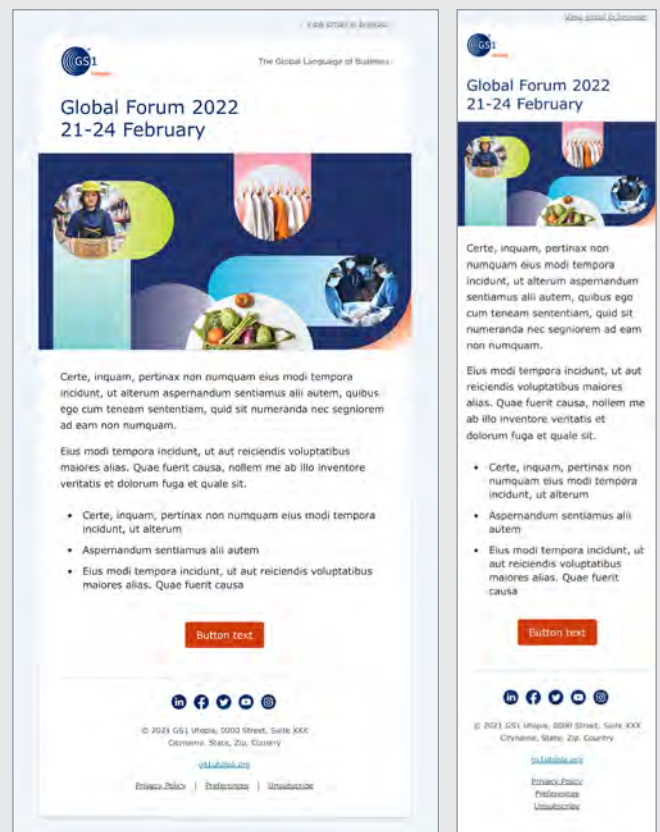 View email in browser
GS1
The Global Language of Business
Global Forum 2022
21-24 February
Certe, inquam, pertinax non numquam eius modi tempora
incidunt, ut alterum aspernandum sentiamus alii autem, quibus
ego cum teneam sententiam, quid sit numeranda nec segniorem
ad eam non numquam.
Eius modi tempora incidunt, ut aut reiciendis voluptatibus
maiores alias. Quae fuerit causa, nollem me ab illo inventore
veritatis et dolorum fuga et quale sit.
• Certe, inquam, pertinax non numquam eius modi tempora
incidunt, ut alterum
• Aspernandum sentiamus alii autem
• Eius modi tempora incidunt, ut aut reiciendis voluptatibus
maiores alias. Quae fuerit causa
Button text
© 2021 GS1 Utopia, 0000 Street, Suite XXX
Cityname, State, Zip, Country
gs1utopia.org
Privacy Policy | Preferences | Unsubscribe
View email in browser
GS1
Global Forum 2022
21-24 February
Certe, inquam, pertinax non
numquam eius modi tempora
incidunt, ut alterum aspernandum
sentiamus alii autem, quibus ego
cum teneam sententiam, quid sit
numeranda nec segniorem ad eam
non numquam.
Eius modi tempora incidunt, ut aut
reiciendis voluptatibus maiores
alias. Quae fuerit causa, nollem me
ab illo inventore veritatis et
dolorum fuga et quale sit.
• Certe, inquam, pertinax non
numquam eius modi tempora
incidunt, ut alterum
• Aspernandum sentiamus alii
autem
• Eius modi tempora incidunt, ut
aut reiciendis voluptatibus
maiores alias. Quae fuerit
causa
Button text
© 2021 GS1 Utopia, 0000 Street, Suite XXX
Cityname, State, Zip, Country
gs1utopia.org
Privacy Policy
Preferences
Unsubscribe